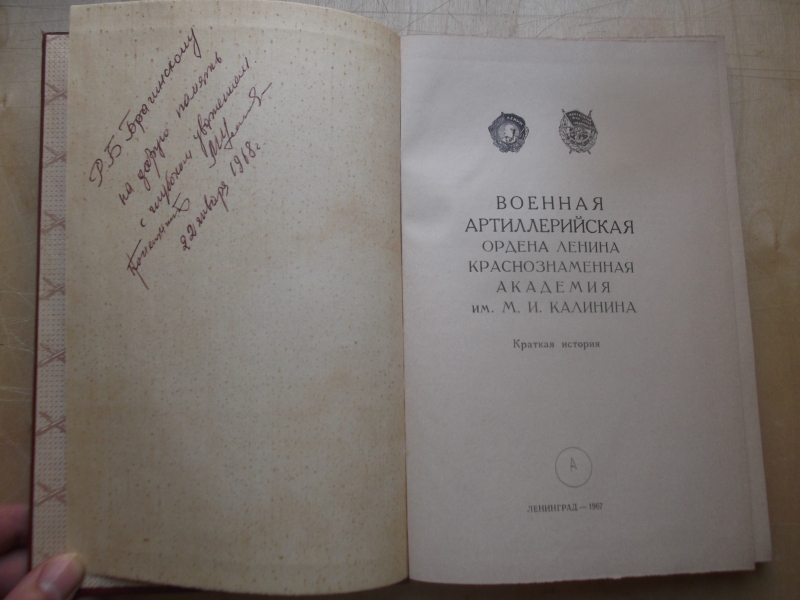 Р. Б. Брагинскому
на добрую память
с глубоким уважением
22 января 1968 г.
ВОЕННАЯ
АРТИЛЛЕРИЙСКАЯ
ОРДЕНА ЛЕНИНА
КРАСНОЗНАМЕННАЯ
АКАДЕМИЯ
им. М. И. КАЛИНИНА
Краткая история
А
ЛЕНИНГРАД — 1967